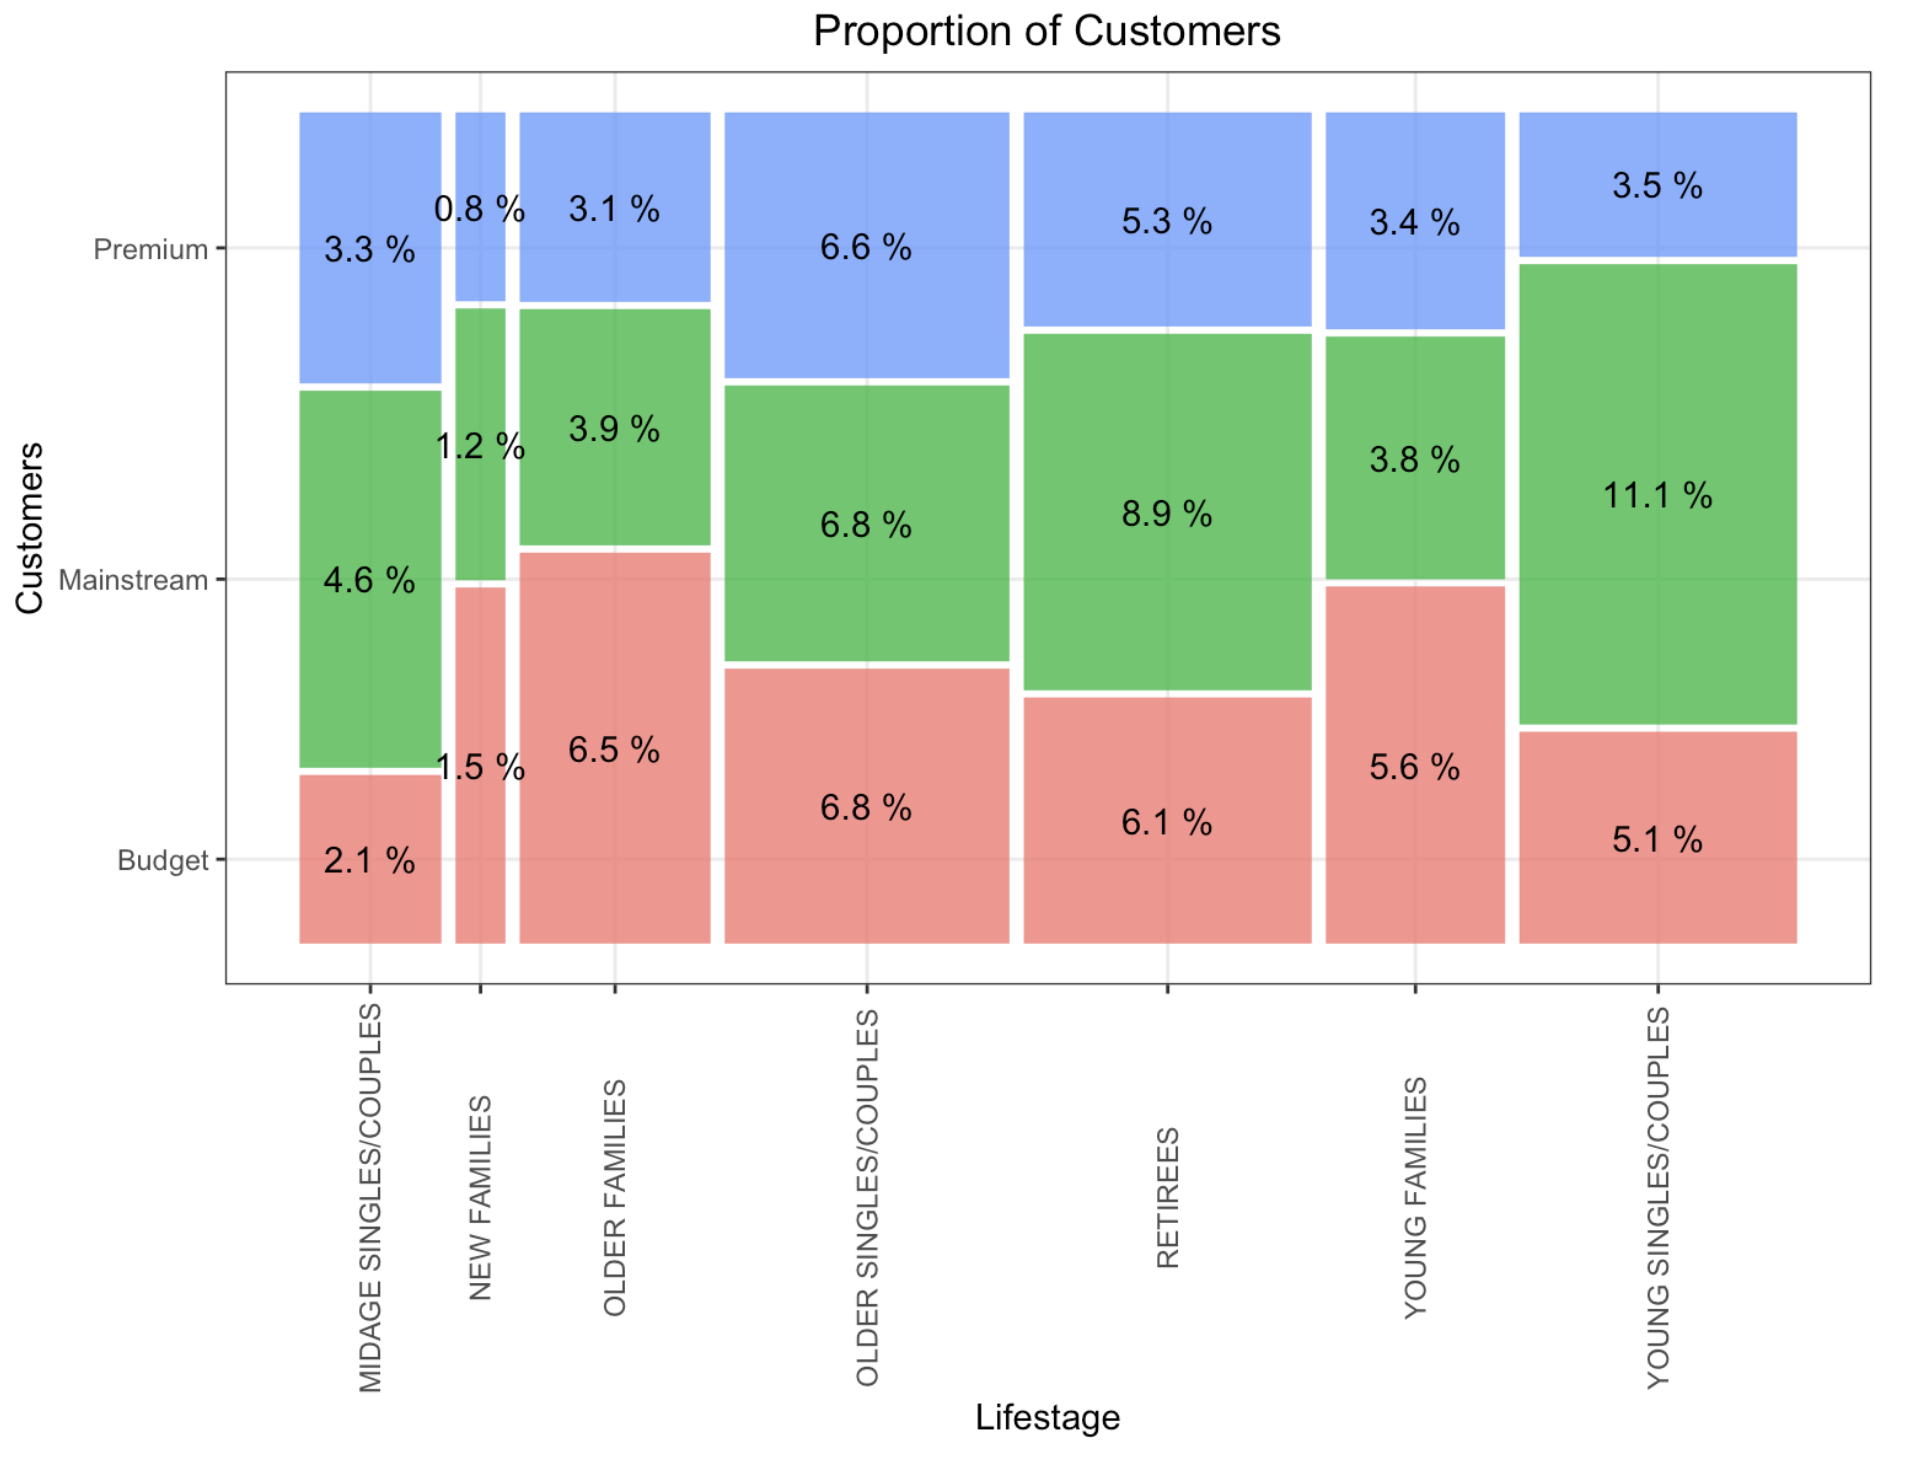 Proportion of Customers
Customers
Premium
Mainstream
Budget
3.3 %
0.8 %
3.1 %
6.6 %
5.3 %
3.4 %
3.5 %
4.6 %
1.2 %
3.9 %
6.8 %
8.9 %
3.8 %
11.1 %
2.1 %
1.5 %
6.5 %
6.8 %
6.1 %
5.6 %
5.1 %
MIDAGE SINGLES/COUPLES
NEW FAMILIES
OLDER FAMILIES
OLDER SINGLES/COUPLES
RETIREES
YOUNG FAMILIES
YOUNG SINGLES/COUPLES
Lifestage